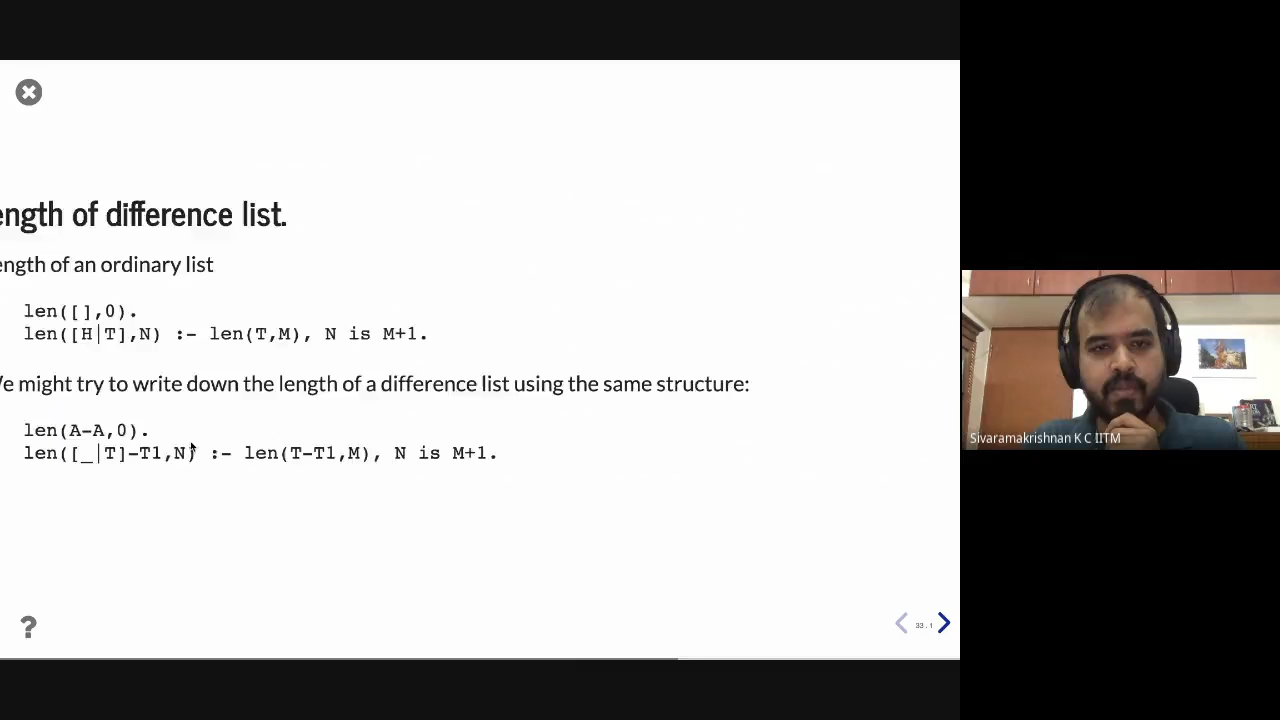 ength of difference list.
ength of an ordinary list
len([],0).
len([H|T],N) :- len(T,M), N is M+1.
e might try to write down the length of a difference list using the same structure:
len(A-A,0).
len([_|T]-T1,N) :- len(T-T1,M), N is M+1.
Sivaramakrishnan K C IITM
?
33.1